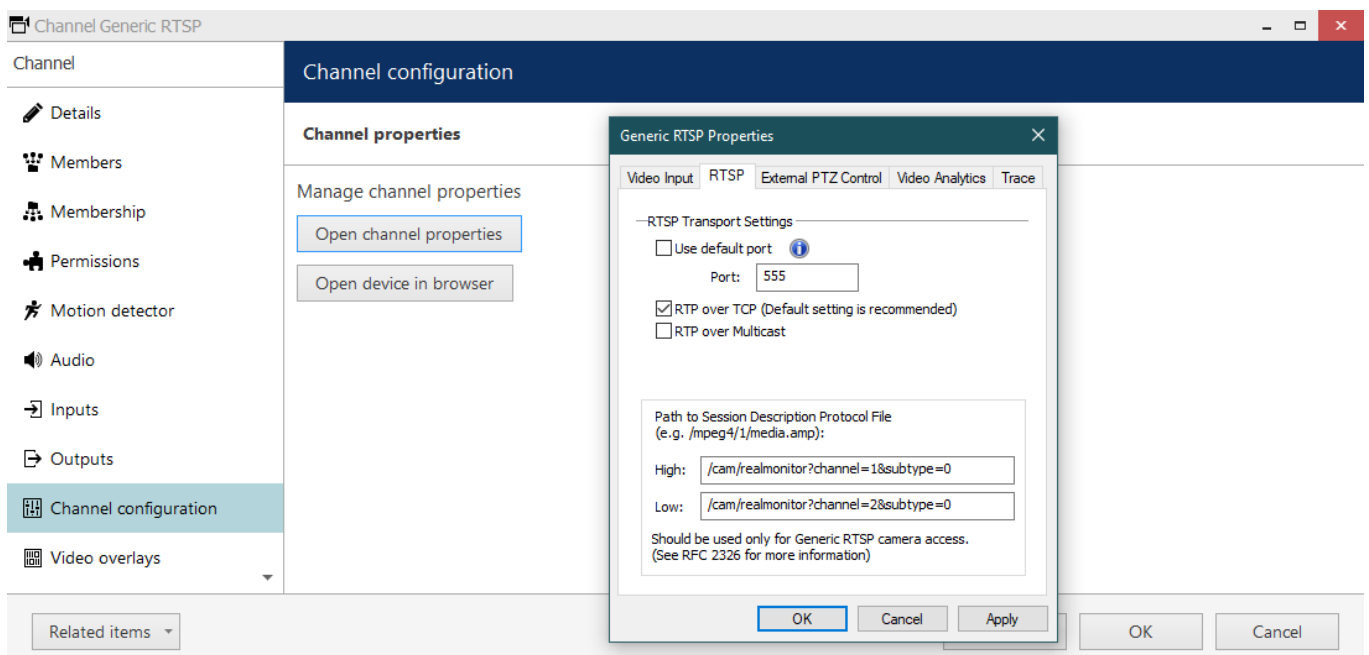 Channel Generic RTSP
Channel
Channel configuration
Details
Members
Membership
Permissions
Motion detector
Audio
Inputs
Outputs
Channel configuration
Video overlays
Related items
Channel properties
Manage channel properties
Open channel properties
Open device in browser
Generic RTSP Properties
Video Input RTSP External PTZ Control Video Analytics Trace
RTSP Transport Settings
Use default port
Port: 555
RTP over TCP (Default setting is recommended)
RTP over Multicast
Path to Session Description Protocol File
(e.g. /mpeg4/1/media.amp):
High: /cam/realmonitor?channel=1&subtype=0
Low: /cam/realmonitor?channel=2&subtype=0
Should be used only for Generic RTSP camera access.
(See RFC 2326 for more information)
OK Cancel Apply
OK Cancel